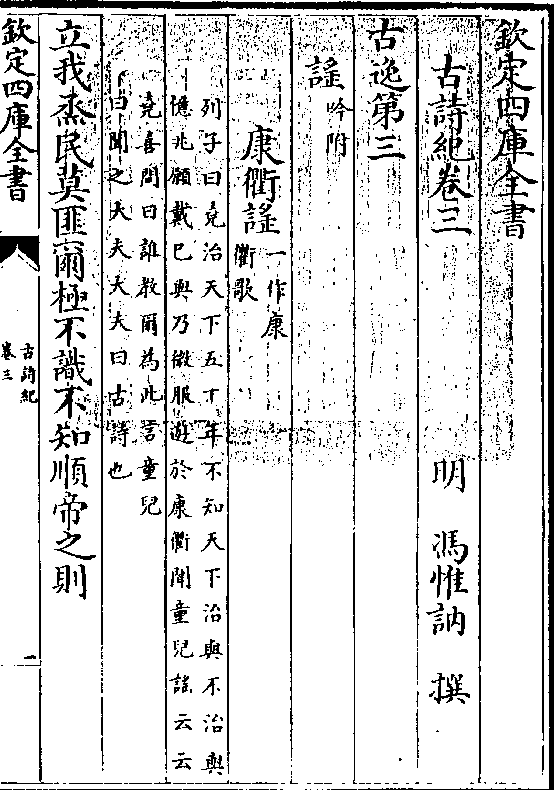 欽定四庫全書
古詩紀卷三
明 馮惟訥 撰
古逸第三
謡吟附
康衢謡一作康
衢歌
列子曰堯治天下五十年不知天下治與不治與
億兆願戴已與乃微服遊於康衢聞童兒謡云云
堯喜問曰誰教爾為此言童兒
曰聞之大夫大夫曰古詩也
立我烝民莫匪爾極不識不知順帝之則
欽定四庫全書
古詩紀
卷三
一